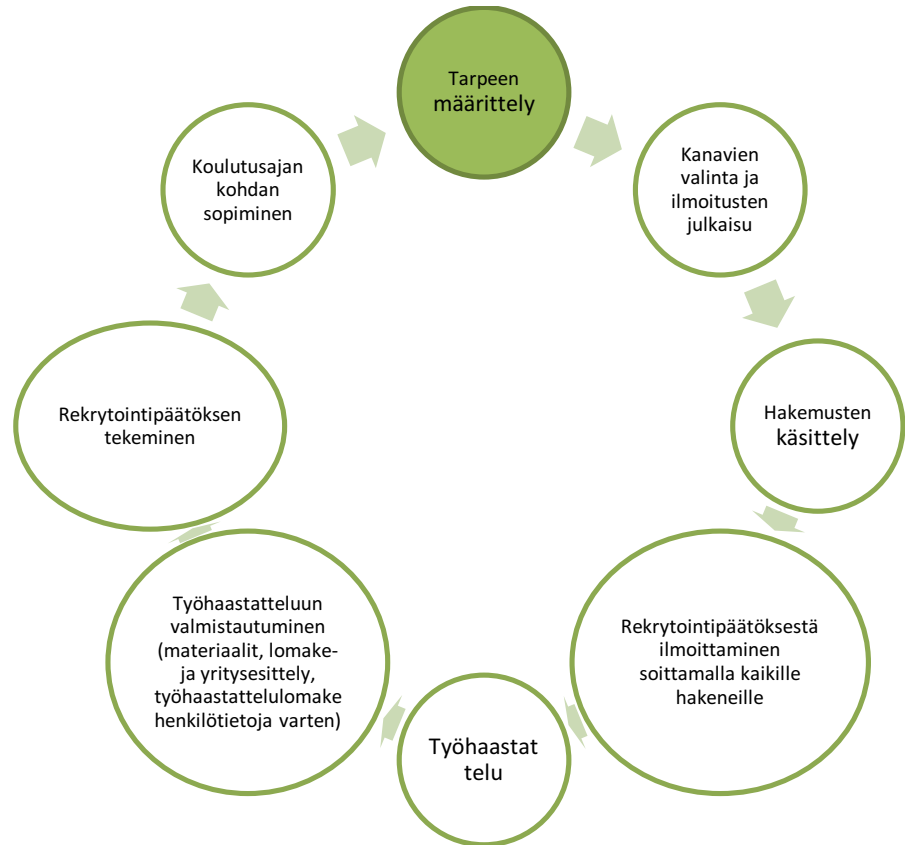 Tarpeen
määrittely
Kanavien
valinta ja
ilmoitusten
julkaisu
Hakemusten
käsittely
Rekrytointipäätöksestä
ilmoittaminen
soittamalla kaikille
hakeneille
Työhaastat
telu
Työhaastatteluun
valmistautuminen
(materiaalit, lomake-
ja yritysesittely,
työhaastattelulomake
henkilötietoja varten)
Rekrytointipäätöksen
tekeminen
Koulutusajan
kohdan
sopiminen